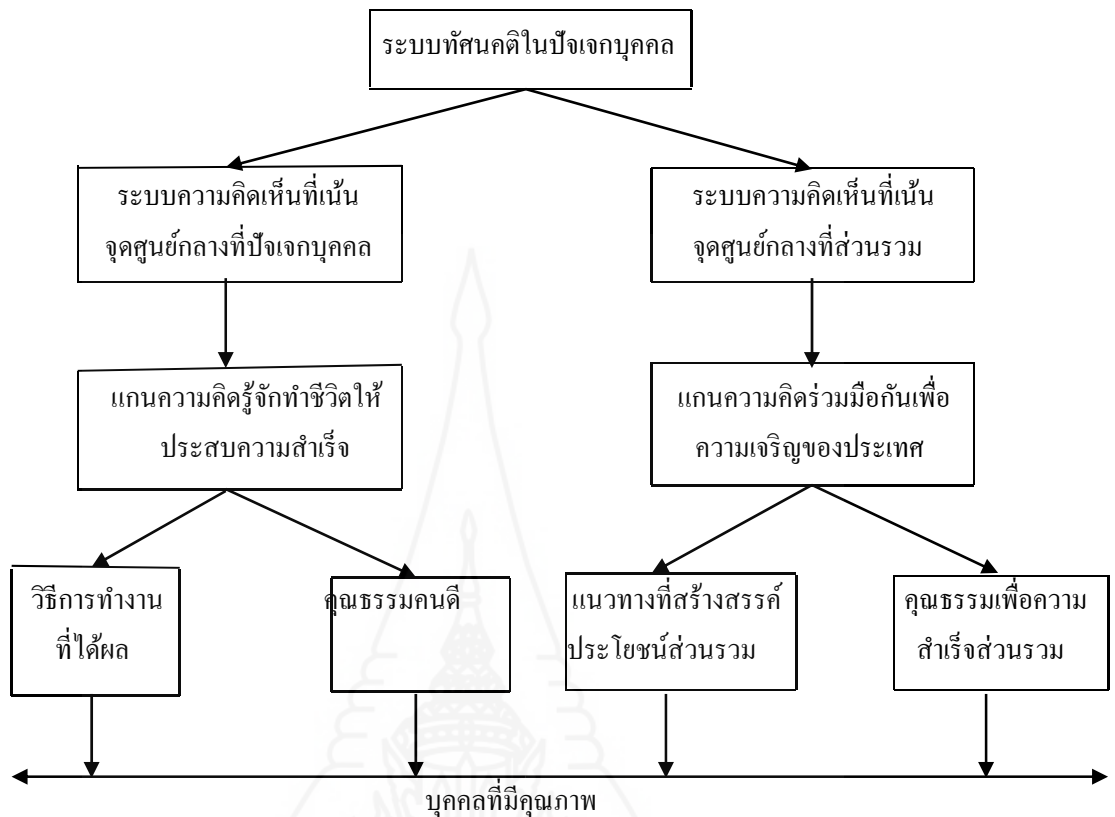 ระบบทัศนคติในปัจเจกบุคคล
ระบบความคิดเห็นที่เน้น
จุดศูนย์กลางที่ปัจเจกบุคคล
ระบบความคิดเห็นที่เน้น
จุดศูนย์กลางที่ส่วนรวม
แกนความคิดรู้จักทำชีวิตให้
ประสบความสำเร็จ
แกนความคิดร่วมมือกันเพื่อ
ความเจริญของประเทศ
วิธีการทำงาน
ที่ได้ผล
คุณธรรมคนดี
แนวทางที่สร้างสรรค์
ประโยชน์ส่วนรวม
คุณธรรมเพื่อความ
สำเร็จส่วนรวม
บุคคลที่มีคุณภาพ